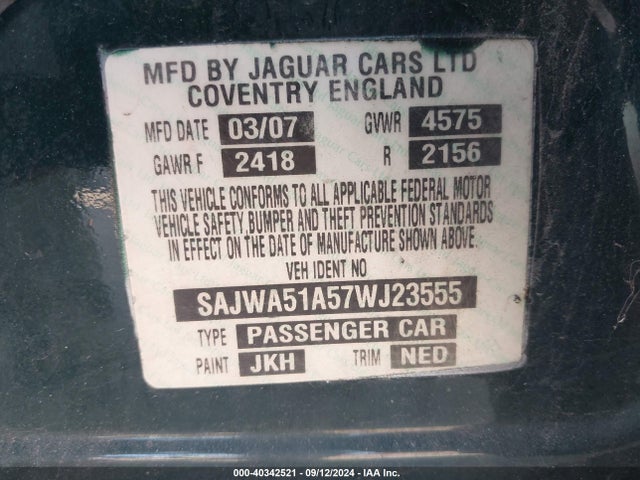 MFD BY JAGUAR CARS LTD
COVENTRY ENGLAND
MFD DATE 03/07 GVWR 4575
GAWR F 2418 R 2156
THIS VEHICLE CONFORMS TO ALL APPLICABLE FEDERAL MOTOR
VEHICLE SAFETY, BUMPER AND THEFT PREVENTION STANDARDS
IN EFFECT ON THE DATE OF MANUFACTURE SHOWN ABOVE.
VEH IDENT NO
SAJWA51A57WJ23555
TYPE PASSENGER CAR
PAINT JKH TRIM NED
000-40342521 - 09/12/2024 - IAA Inc.